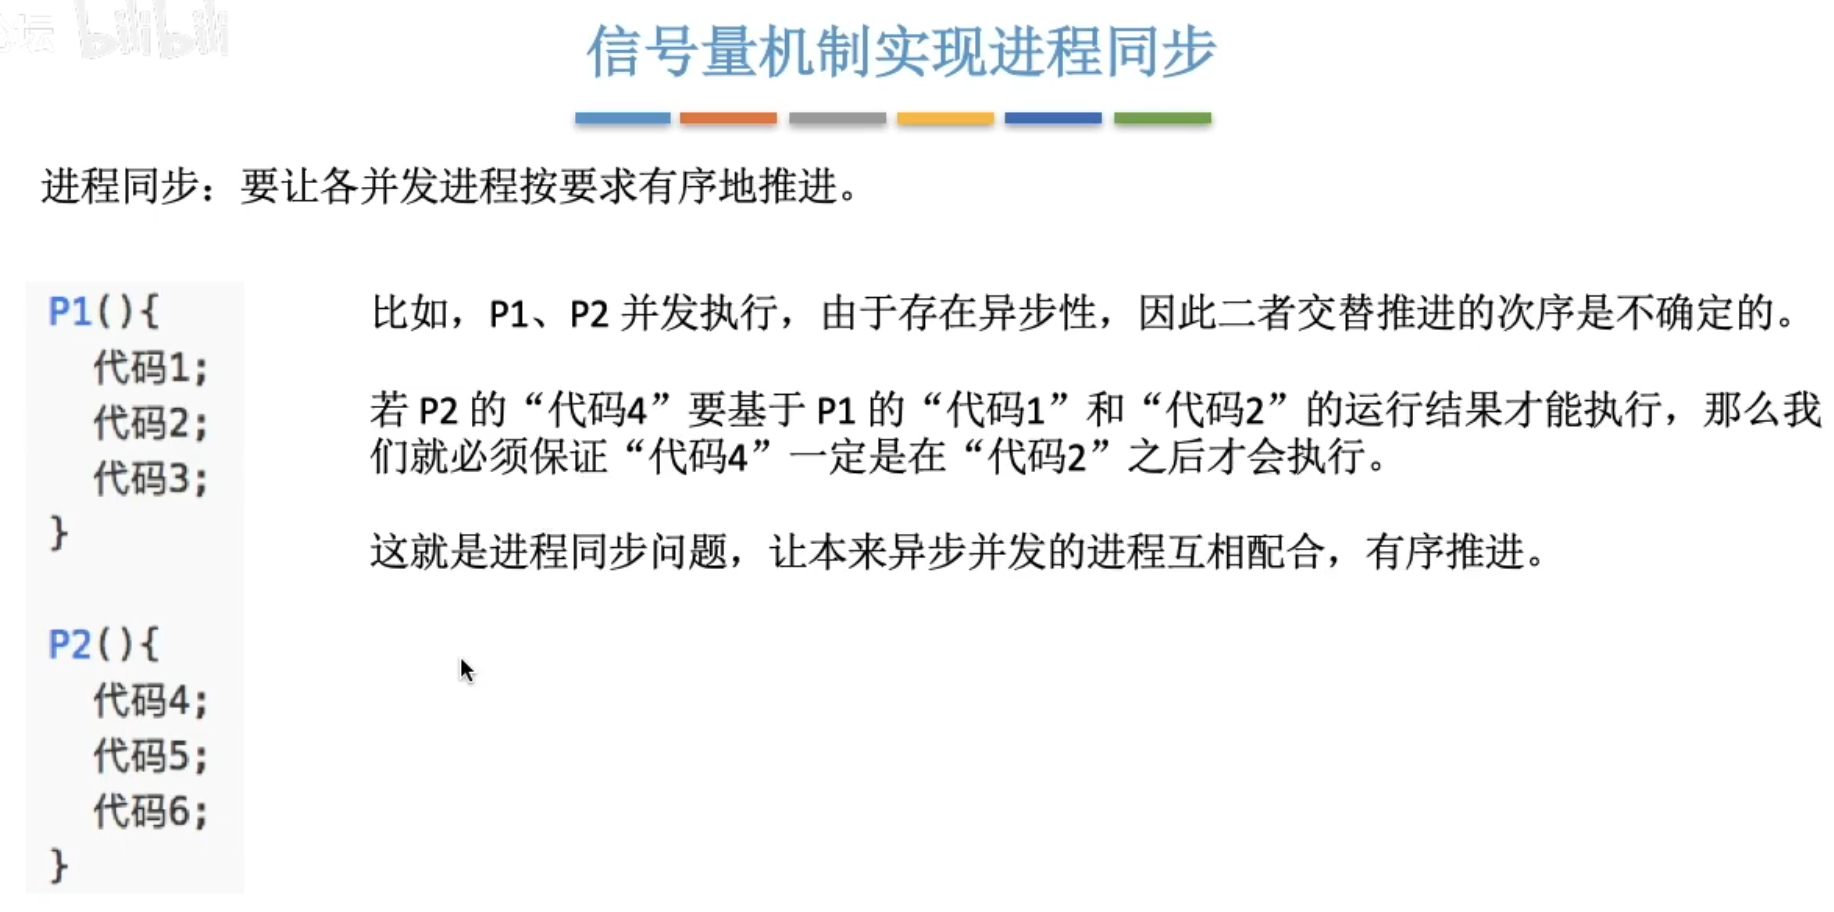 坛 bilibili
信号量机制实现进程同步
进程同步：要让各并发进程按要求有序地推进。
P1(){
代码1;
代码2;
代码3;
}
P2(){
代码4;
代码5;
代码6;
}
比如，P1、P2 并发执行，由于存在异步性，因此二者交替推进的次序是不确定的。
若 P2 的“代码4”要基于 P1 的“代码1”和“代码2”的运行结果才能执行，那么我
们就必须保证“代码4”一定是在“代码2”之后才会执行。
这就是进程同步问题，让本来异步并发的进程互相配合，有序推进。